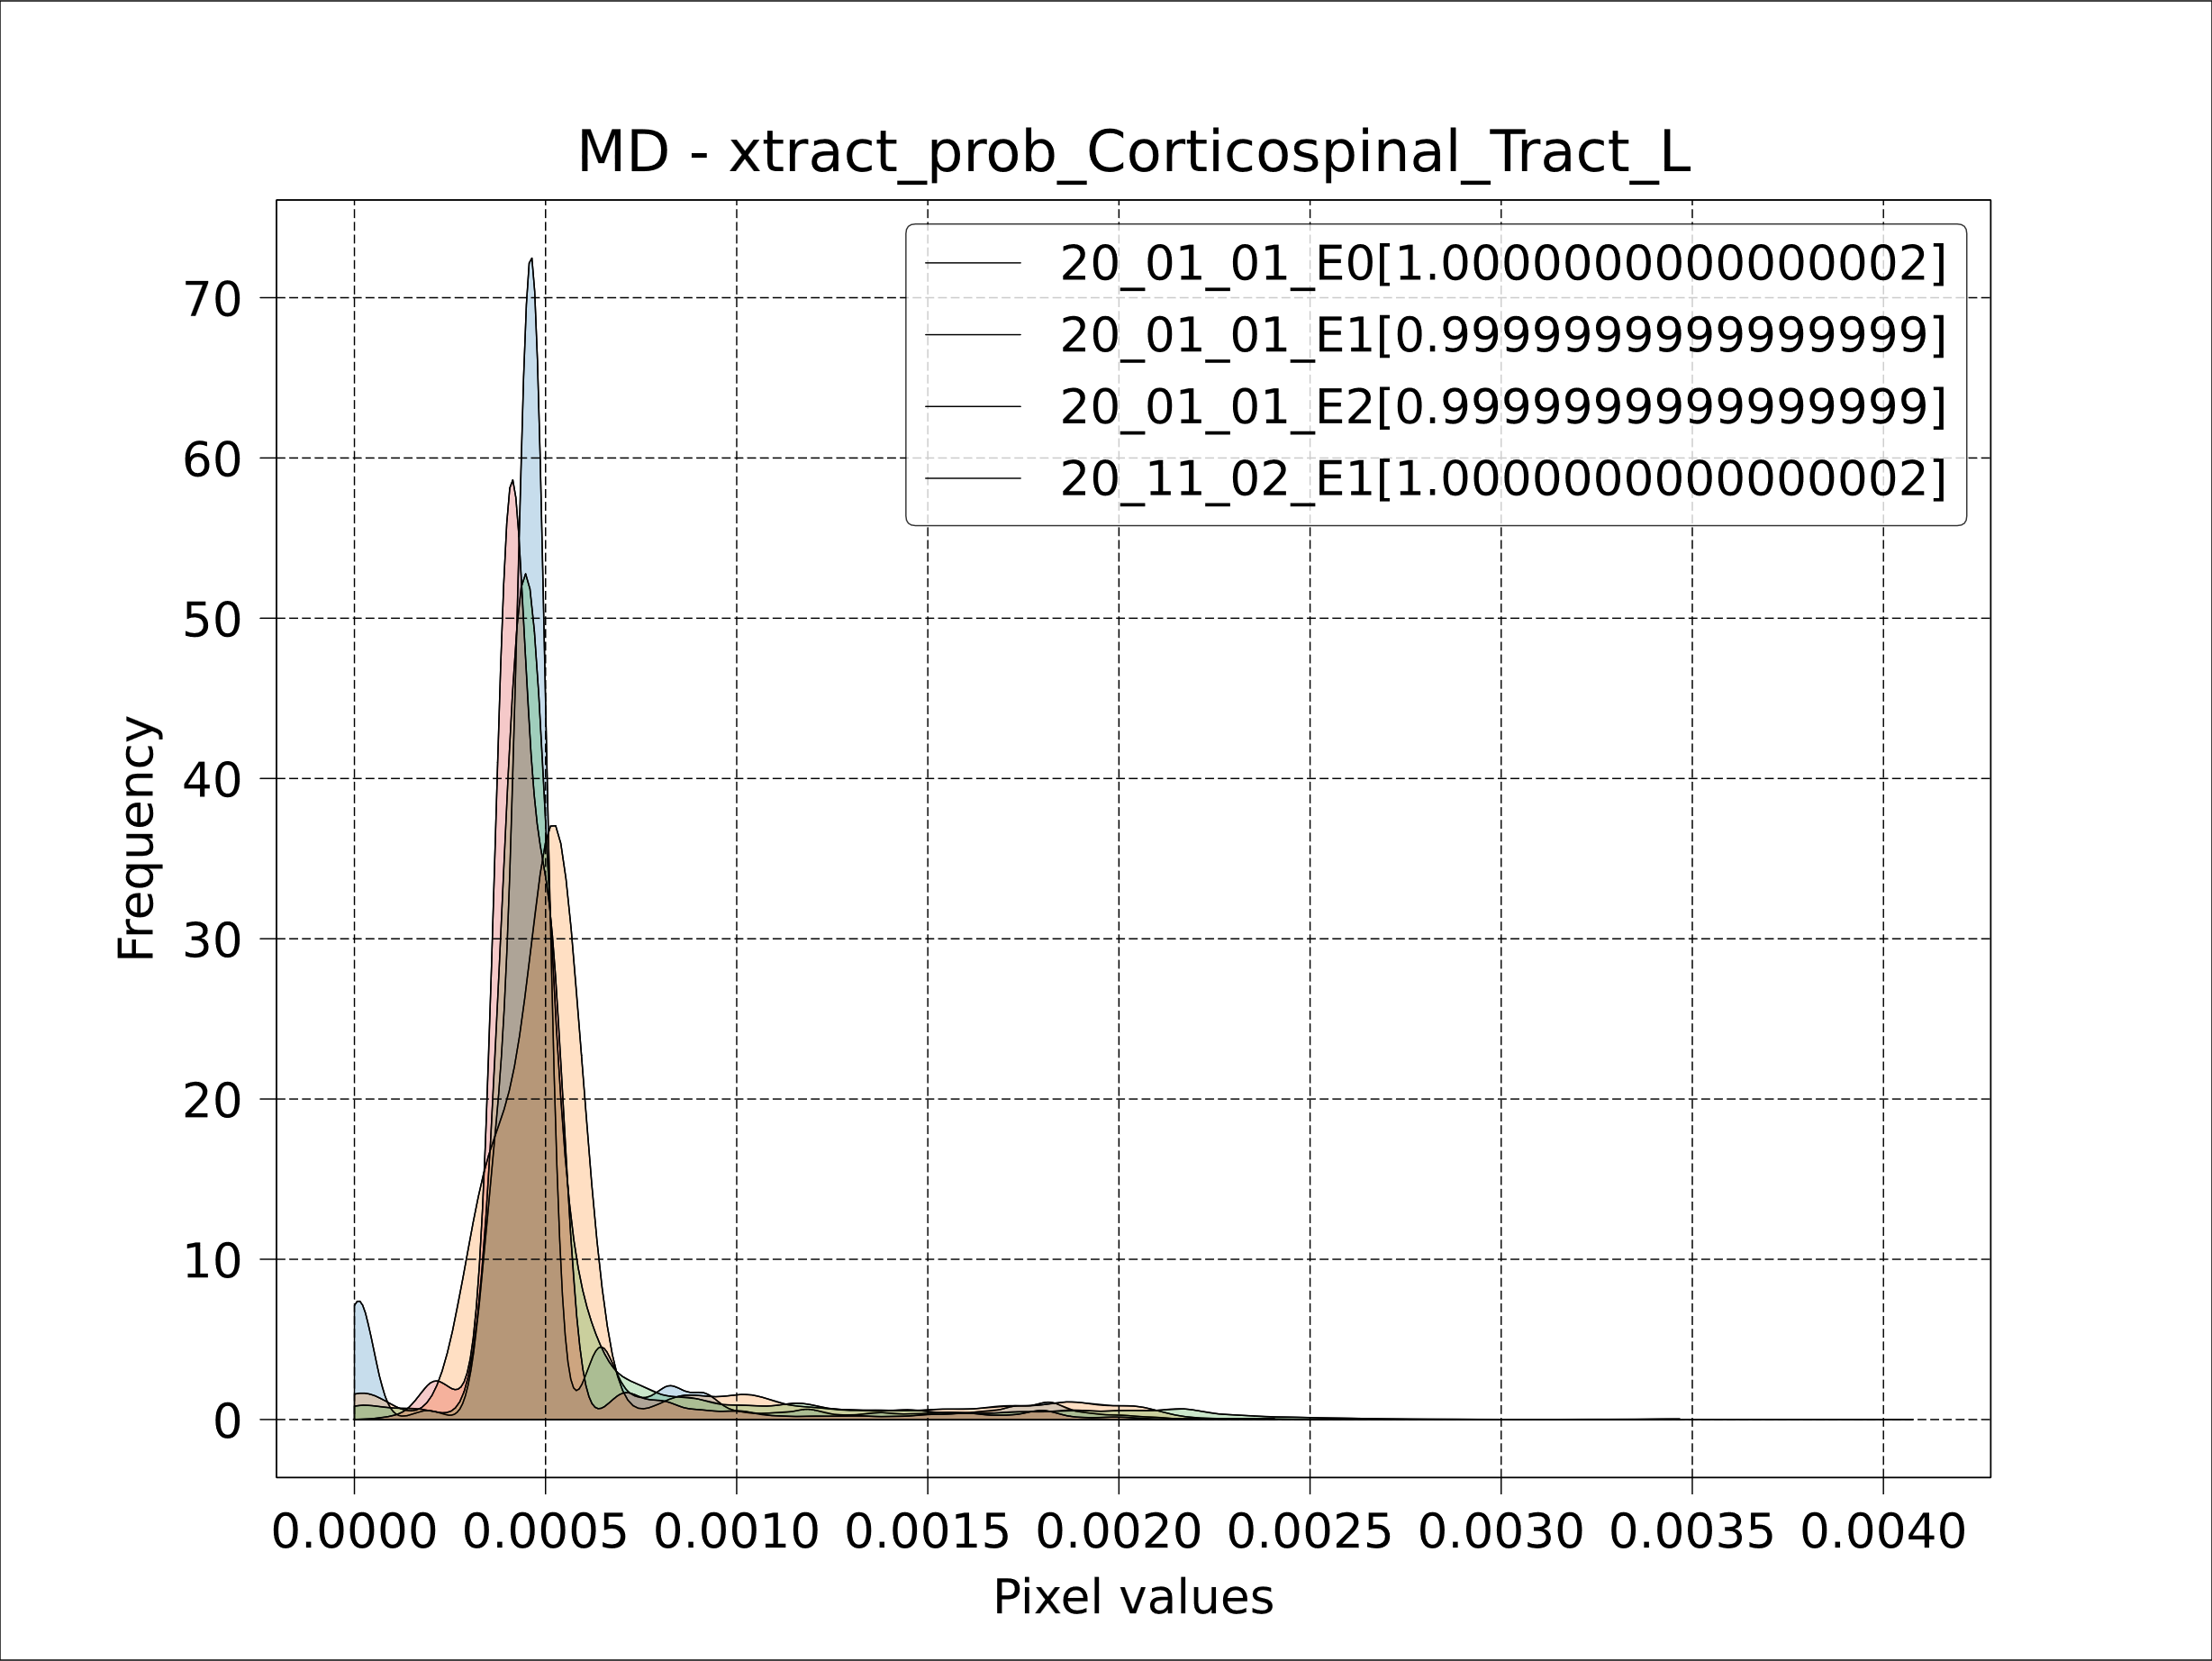 MD - xtract_prob_Corticospinal_Tract_L
20_01_01_E0[1.0000000000000002]
20_01_01_E1[0.9999999999999999]
20_01_01_E2[0.9999999999999999]
20_11_02_E1[1.0000000000000002]
70
60
50
40
30
20
10
0
Frequency
0.0000 0.0005 0.0010 0.0015 0.0020 0.0025 0.0030 0.0035 0.0040
Pixel values